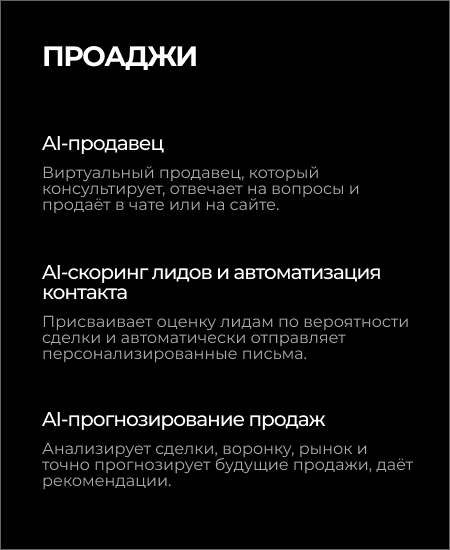 ПРОАДЖИ
AI-продавец
Виртуальный продавец, который
консультирует, отвечает на вопросы и
продаёт в чате или на сайте.
AI-скоринг лидов и автоматизация
контакта
Присваивает оценку лидам по вероятности
сделки и автоматически отправляет
персонализированные письма.
AI-прогнозирование продаж
Анализирует сделки, воронку, рынок и
точно прогнозирует будущие продажи, даёт
рекомендации.